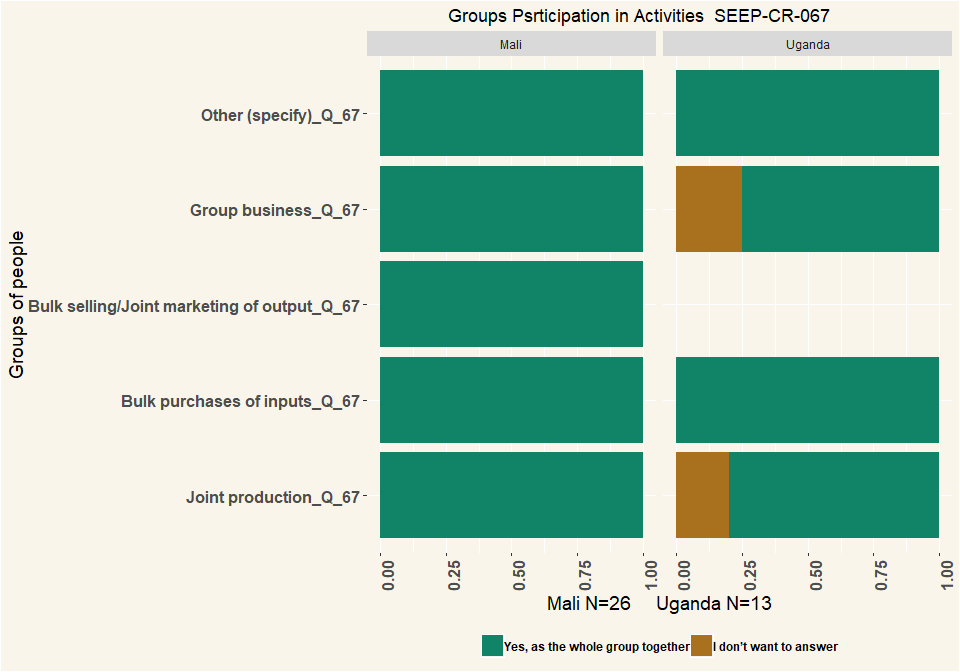 Groups Psrticipation in Activities  SEEP-CR-067
Mali
Uganda
Groups of people
Other (specify)_Q_67
Group business_Q_67
Bulk selling/Joint marketing of output_Q_67
Bulk purchases of inputs_Q_67
Joint production_Q_67
0.00 0.25 0.50 0.75 1.00
0.00 0.25 0.50 0.75 1.00
Mali N=26     Uganda N=13
Yes, as the whole group together
I don't want to answer